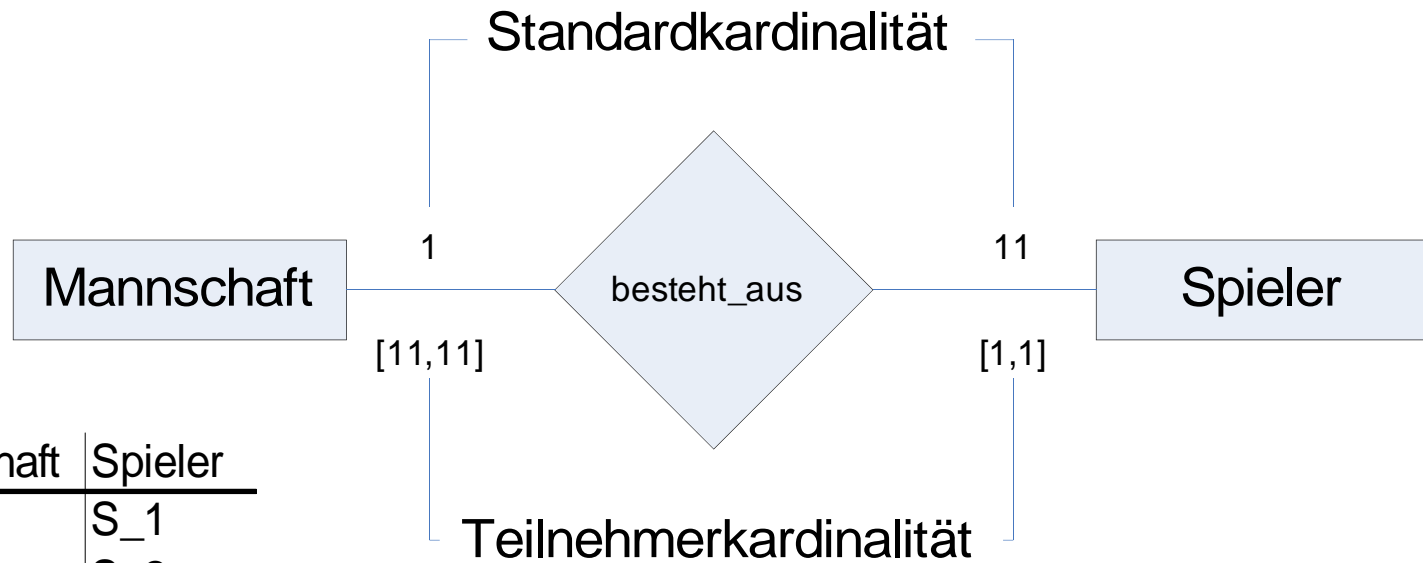 Standardkardinalität
1
11
Mannschaft
besteht_aus
Spieler
[11,11]
[1,1]
Spieler
S_1
Teilnehmerkardinalität